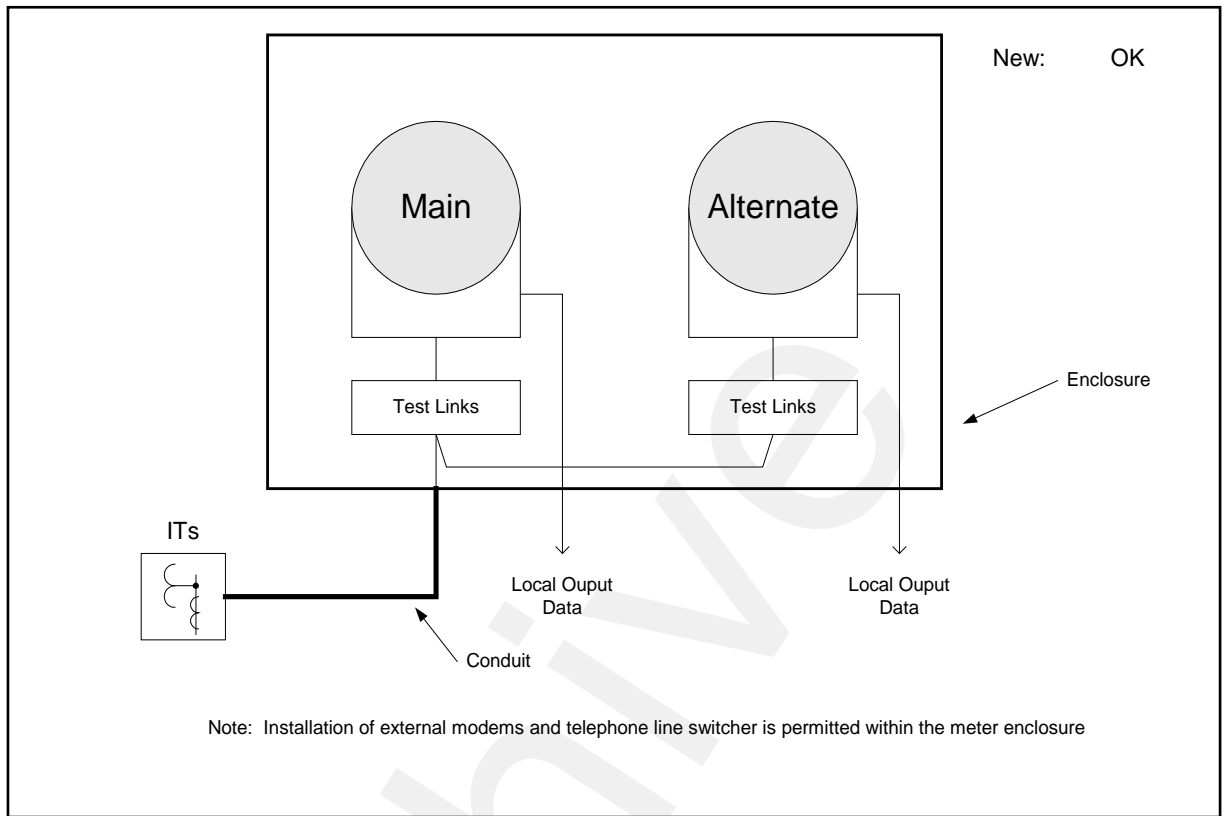 New: OK
Main
Alternate
Test Links
Test Links
Enclosure
ITs
Local Ouput
Data
Local Ouput
Data
Conduit
Note: Installation of external modems and telephone line switcher is permitted within the meter enclosure
hive